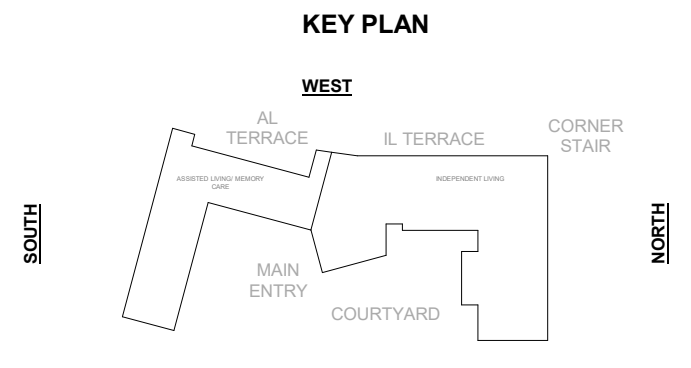 KEY PLAN
WEST
AL
TERRACE
IL TERRACE
CORNER
STAIR
ASSISTED LIVING/ MEMORY
CARE
INDEPENDENT LIVING
SOUTH
NORTH
MAIN
ENTRY
COURTYARD